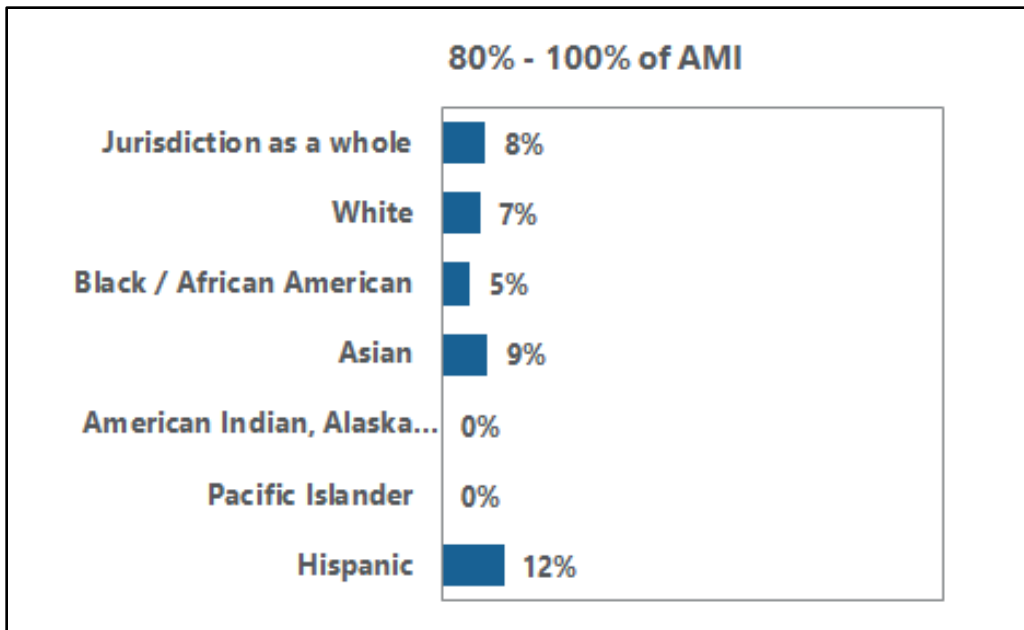 80% - 100% of AMI
Jurisdiction as a whole 8%
White 7%
Black / African American 5%
Asian 9%
American Indian, Alaska... 0%
Pacific Islander 0%
Hispanic 12%